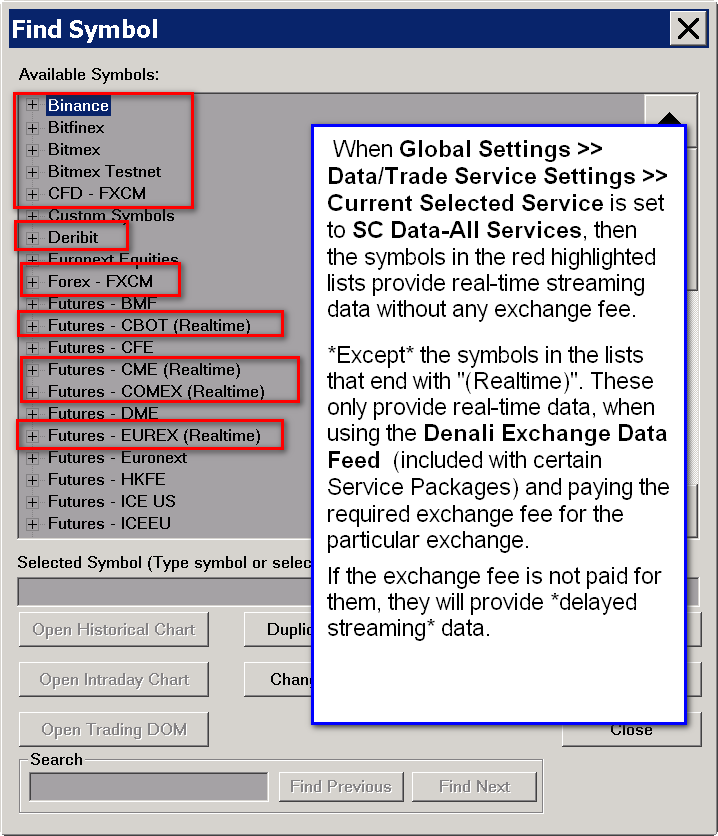 Find Symbol
Available Symbols:
Binance
Bitfinex
Bitmex
Bitmex Testnet
CFD - FXCM
Custom Symbols
Deribit
Euronext Equities
Forex - FXCM
Futures - BMF
Futures - CBOT (Realtime)
Futures - CFE
Futures - CME (Realtime)
Futures - COMEX (Realtime)
Futures - DME
Futures - EUREX (Realtime)
Futures - Euronext
Futures - HKFE
Futures - ICE US
Futures - ICEEU
When Global Settings >>
Data/Trade Service Settings >>
Current Selected Service is set
to SC Data-All Services, then
the symbols in the red highlighted
lists provide real-time streaming
data without any exchange fee.
*Except* the symbols in the lists
that end with "(Realtime)". These
only provide real-time data, when
using the Denali Exchange Data
Feed (included with certain
Service Packages) and paying the
required exchange fee for the
particular exchange.
If the exchange fee is not paid for
them, they will provide *delayed
streaming* data.
Selected Symbol (Type symbol or selec
Open Historical Chart
Open Intraday Chart
Open Trading DOM
Close
Search
Find Previous
Find Next